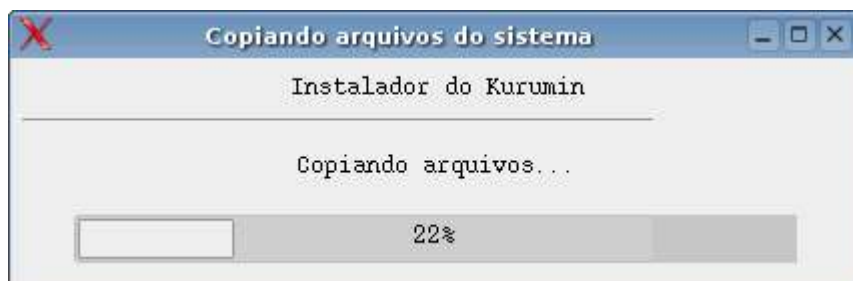 Copiando arquivos do sistema
Instalador do Kurumin
Copiando arquivos...
22%